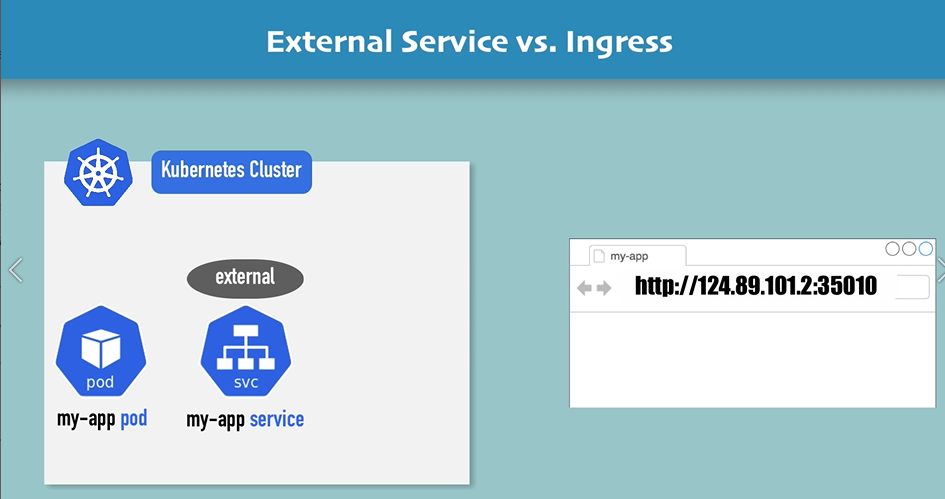 External Service vs. Ingress
Kubernetes Cluster
external
pod
svc
my-app pod
my-app service
my-app
http://124.89.101.2:35010